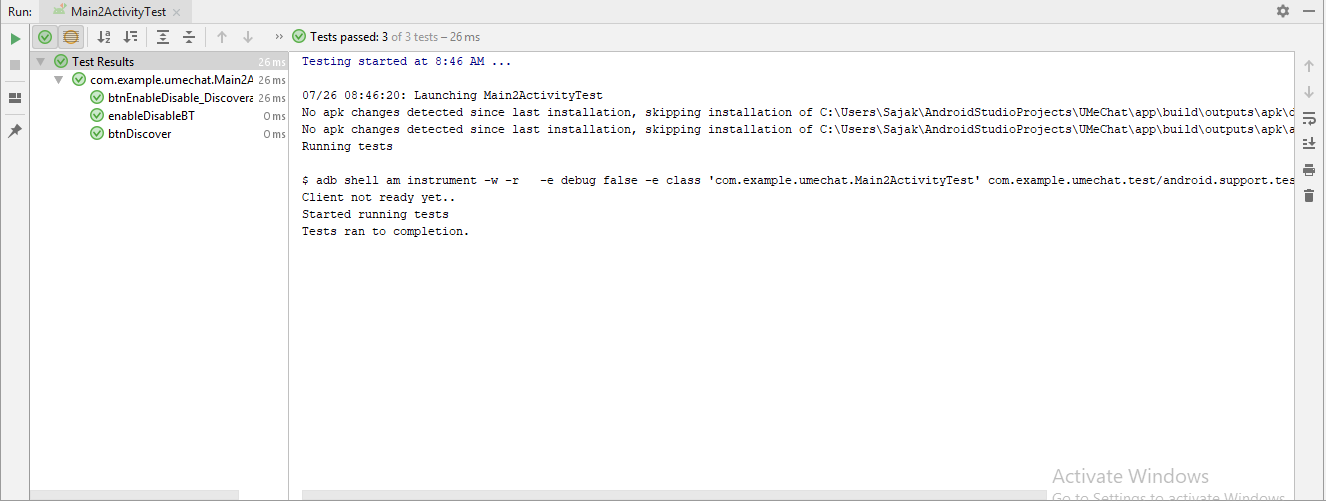 Run: Main2ActivityTest
Tests passed: 3 of 3 tests – 26 ms
Test Results 26 ms
com.example.umechat.Main2A 26 ms
btnEnableDisable_Discovera 26 ms
enableDisableBT 0 ms
btnDiscover 0 ms
Testing started at 8:46 AM ...
07/26 08:46:20: Launching Main2ActivityTest
No apk changes detected since last installation, skipping installation of C:\Users\Sajak\AndroidStudioProjects\UMeChat\app\build\outputs\apk\d
No apk changes detected since last installation, skipping installation of C:\Users\Sajak\AndroidStudioProjects\UMeChat\app\build\outputs\apk\a
Running tests
$ adb shell am instrument -w -r   -e debug false -e class 'com.example.umechat.Main2ActivityTest' com.example.umechat.test/android.support.tes
Client not ready yet..
Started running tests
Tests ran to completion.
Activate Windows
Go to Settings to activate Windows.